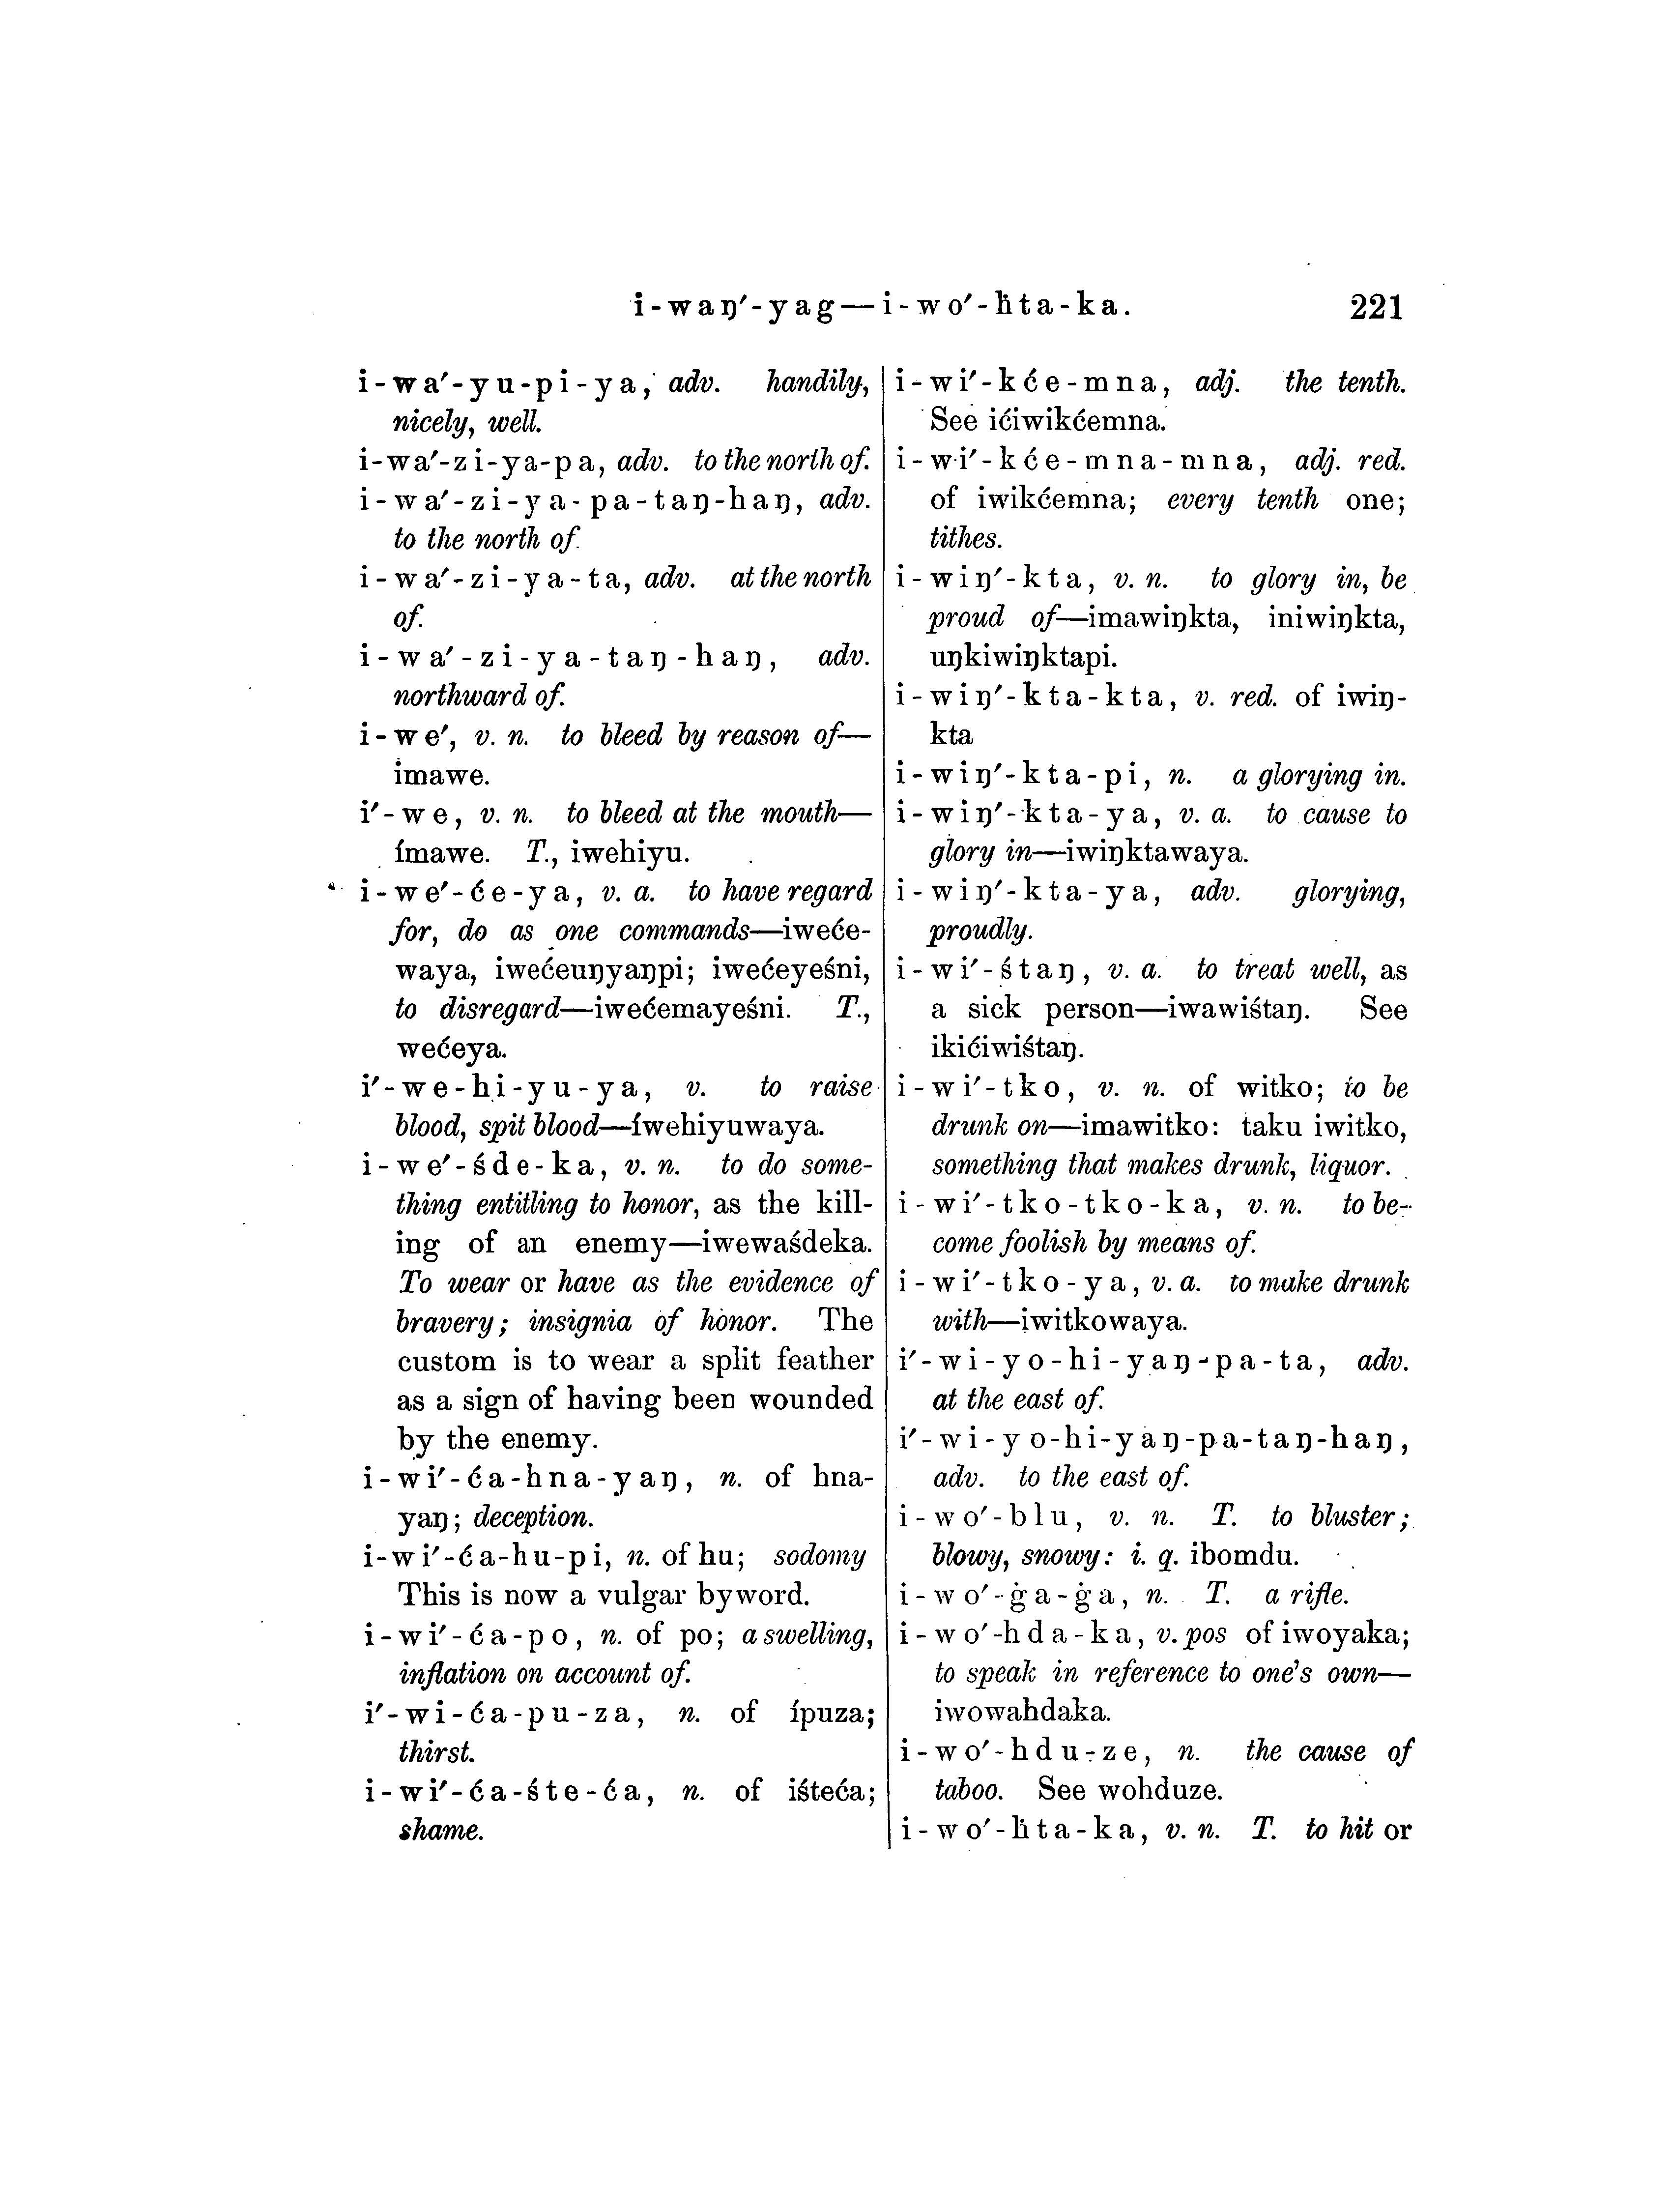 i-waŋ′-yag—i-wo′-ḣta-ka. 221
i-wa′-yu-pi-ya, adv. handily,
nicely, well.
i-wa′-zi-ya-pa, adv. to the north of.
i-wa′-zi-ya-pa-taŋ-haŋ, adv.
to the north of.
i-wa′-zi-ya-ta, adv. at the north
of.
i-wa′-zi-ya-taŋ-haŋ, adv.
northward of.
i-we′, v. n. to bleed by reason of—
imawe.
i′-we, v. n. to bleed at the mouth—
ímawe. T., iwehiyu.
i-we′-će-ya, v. a. to have regard
for, do as one commands—iweće-
waya, iwećeuŋyaŋpi; iwećeyeśni,
to disregard—iwećemayeśni. T.,
wećeya.
i′-we-hi-yu-ya, v. to raise
blood, spit blood—íwehiyuwaya.
i-we′-śde-ka, v. n. to do some-
thing entitling to honor, as the kill-
ing of an enemy—iwewaśdeka.
To wear or have as the evidence of
bravery; insignia of honor. The
custom is to wear a split feather
as a sign of having been wounded
by the enemy.
i-wi′-ća-hna-yaŋ, n. of hna-
yaŋ; deception.
i-wi′-ća-hu-pi, n. of hu; sodomy
This is now a vulgar byword.
i-wi′-ća-po, n. of po; a swelling,
inflation on account of.
i′-wi-ća-pu-za, n. of ípuza;
thirst.
i-wi′-ća-śte-ća, n. of iśteća;
shame.
i-wi′-kće-mna, adj. the tenth.
See ićiwikćemna.
i-wi′-kće-mna-mna, adj. red.
of iwikćemna; every tenth one;
tithes.
i-wiŋ′-kta, v. n. to glory in, be
proud of—imawiŋkta, iniwiŋkta,
uŋkiwiŋktapi.
i-wiŋ′-kta-kta, v. red. of iwiŋ-
kta
i-wiŋ′-kta-pi, n. a glorying in.
i-wiŋ′-kta-ya, v. a. to cause to
glory in—iwiŋktawaya.
i-wiŋ′-kta-ya, adv. glorying,
proudly.
i-wi′-śtaŋ, v. a. to treat well, as
a sick person—iwawiśtaŋ. See
ikićiwiśtaŋ.
i-wi′-tko, v. n. of witko; to be
drunk on—imawitko: taku iwitko,
something that makes drunk, liquor.
i-wi′-tko-tko-ka, v. n. to be-
come foolish by means of.
i-wi′-tko-ya, v. a. to make drunk
with—iwitkowaya.
i′-wi-yo-hi-yaŋ-pa-ta, adv.
at the east of.
i′-wi-yo-hi-yaŋ-pa-taŋ-haŋ,
adv. to the east of.
i-wo′-blu, v. n. T. to bluster;
blowy, snowy: i. q. ibomdu.
i-wo′-ġa-ġa, n. T. a rifle.
i-wo′-hda-ka, v. pos of iwoyaka;
to speak in reference to one's own—
iwowahdaka.
i-wo′-hdu-ze, n. the cause of
taboo. See wohduze.
i-wo′-ḣta-ka, v. n. T. to hit or